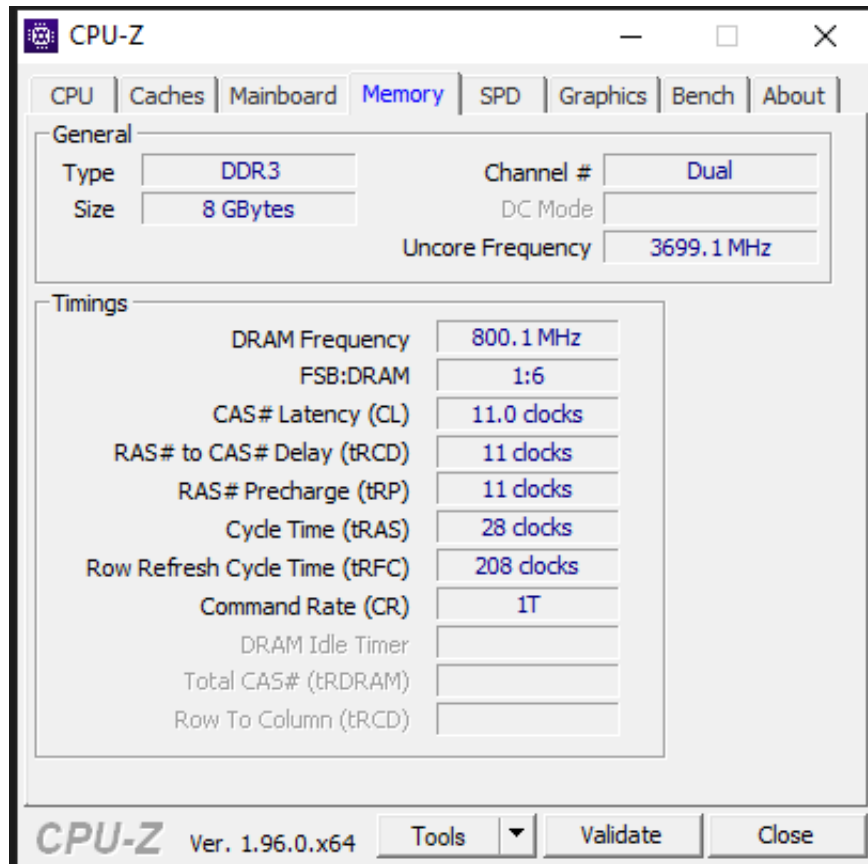 CPU-Z
CPU Caches Mainboard Memory SPD Graphics Bench About
General
Type DDR3 Channel # Dual
Size 8 GBytes DC Mode
Uncore Frequency 3699.1 MHz
Timings
DRAM Frequency 800.1 MHz
FSB:DRAM 1:6
CAS# Latency (CL) 11.0 clocks
RAS# to CAS# Delay (tRCD) 11 clocks
RAS# Precharge (tRP) 11 clocks
Cycle Time (tRAS) 28 clocks
Row Refresh Cycle Time (tRFC) 208 clocks
Command Rate (CR) 1T
DRAM Idle Timer
Total CAS# (tRDRAM)
Row To Column (tRCD)
CPU-Z Ver. 1.96.0.x64 Tools Validate Close